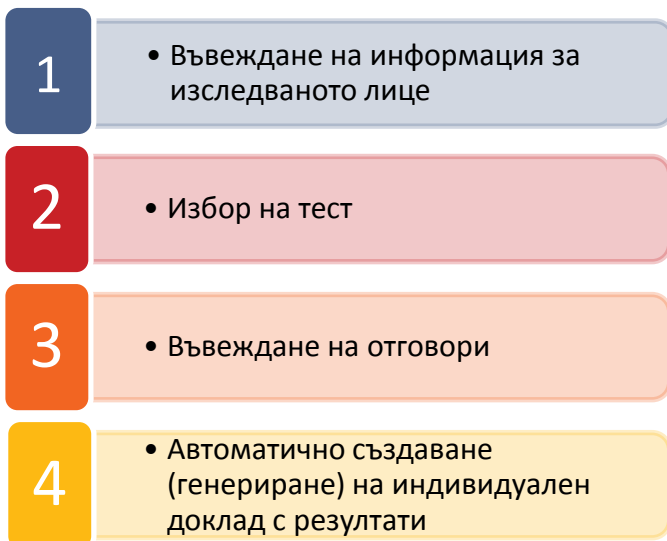 1
• Въвеждане на информация за
изследваното лице
2
• Избор на тест
3
• Въвеждане на отговори
4
• Автоматично създаване
(генериране) на индивидуален
доклад с резултати